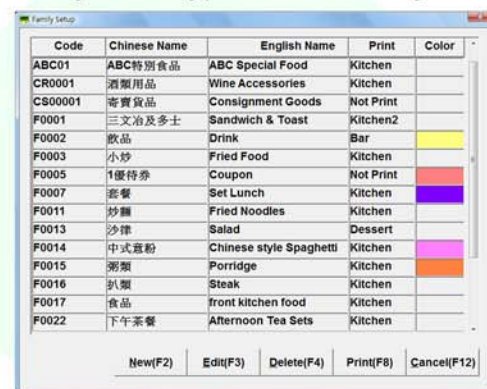 Family Setup
Code Chinese Name English Name Print Color
ABC01 ABC特別食品 ABC Special Food Kitchen
CR0001 酒類用品 Wine Accessories Kitchen
CS00001 寄賣貨品 Consignment Goods Not Print
F0001 三文冶及多士 Sandwich & Toast Kitchen2
F0002 飲品 Drink Bar
F0003 小炒 Fried Food Kitchen
F0005 1優待券 Coupon Not Print
F0007 套餐 Set Lunch Kitchen
F0011 炒麵 Fried Noodles Kitchen
F0013 沙律 Salad Dessert
F0014 中式意粉 Chinese style Spaghetti Kitchen
F0015 粥類 Porridge Kitchen
F0016 扒類 Steak Kitchen
F0017 食品 front kitchen food Kitchen
F0022 下午茶餐 Afternoon Tea Sets Kitchen
New(F2) Edit(F3) Delete(F4) Print(F8) Cancel(F12)